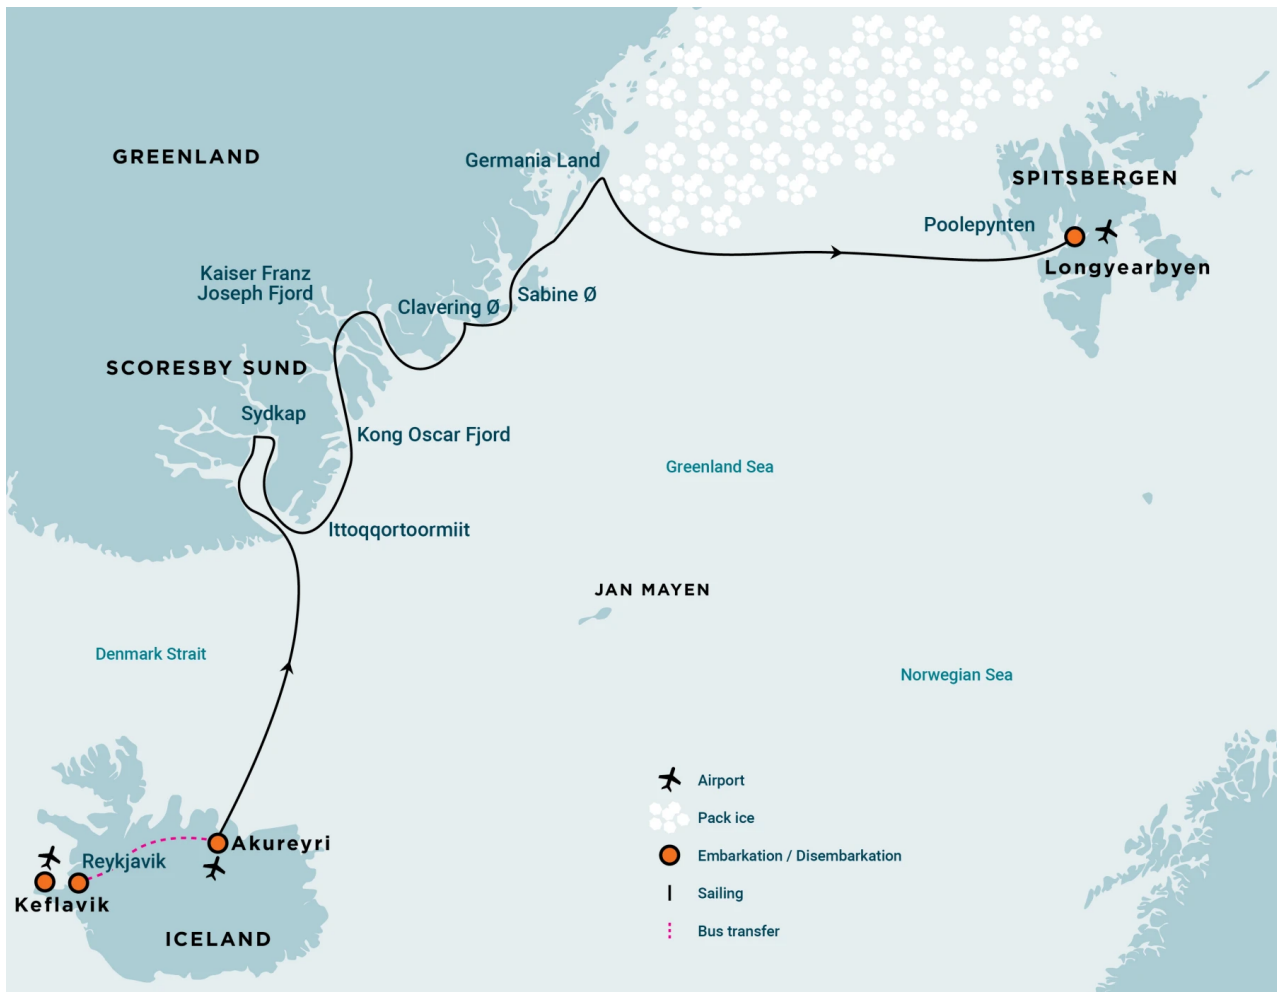 GREENLAND
Germania Land
SPITSBERGEN
Poolepynten
Longyearbyen
Kaiser Franz
Joseph Fjord
Clavering Ø
Sabine Ø
SCORESBY SUND
Sydkap
Kong Oscar Fjord
Greenland Sea
Ittoqqortoormiit
JAN MAYEN
Denmark Strait
Norwegian Sea
Airport
Pack ice
Akureyri
Reykjavik
Embarkation / Disembarkation
Keflavik
Sailing
ICELAND
Bus transfer